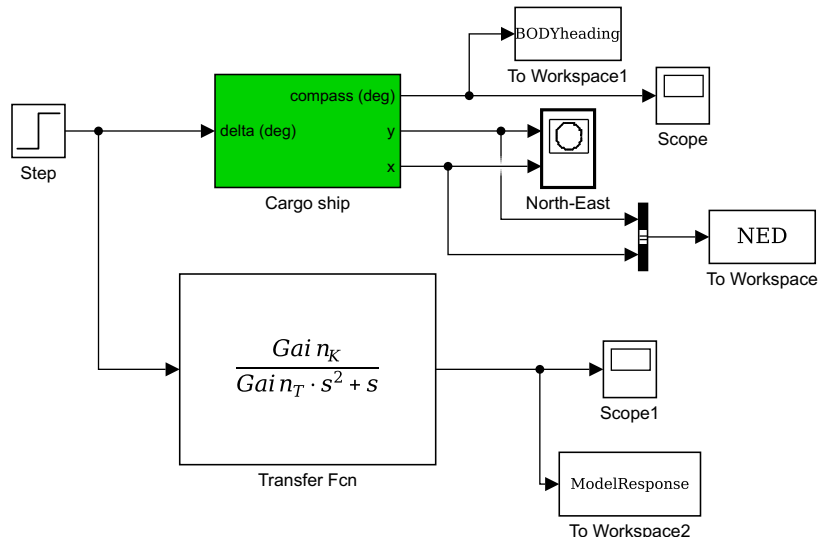 BODYheading
To Workspace1
compass (deg)
Scope
delta (deg)
y
Step
x
Cargo ship
North-East
NED
To Workspace
Gain_K
Gain_T · s² + s
Scope1
Transfer Fcn
ModelResponse
To Workspace2